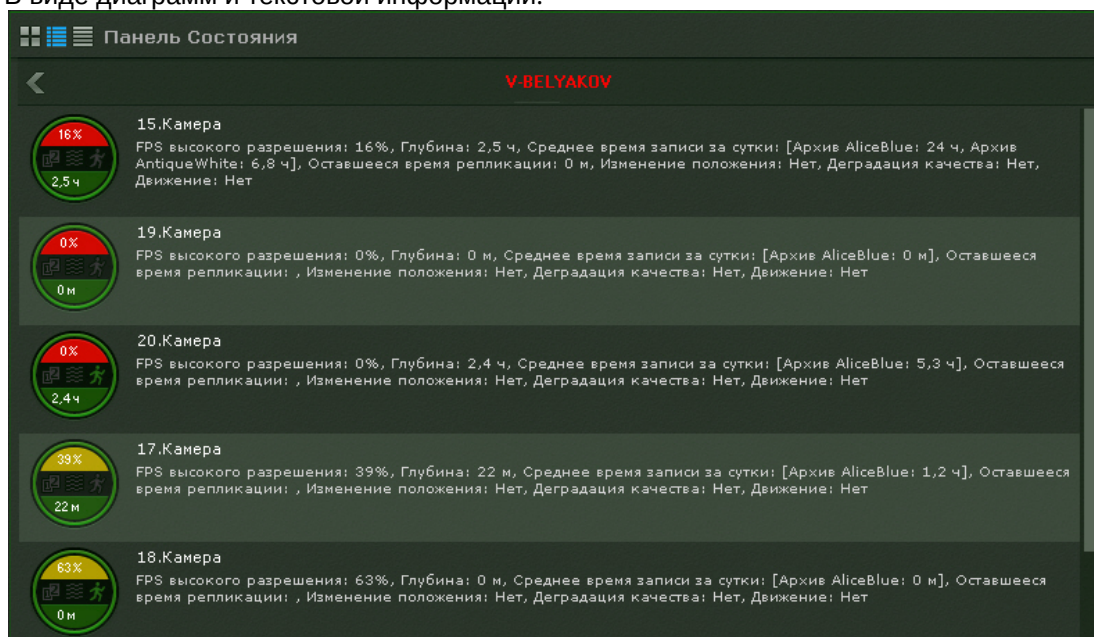 в виде диаграмм и текстовой информации.
Панель Состояния
V-BELYAKOV
16%
2,5 ч
15.Камера
FPS высокого разрешения: 16%, Глубина: 2,5 ч, Среднее время записи за сутки: [Архив AliceBlue: 24 ч, Архив
AntiqueWhite: 6,8 ч], Оставшееся время репликации: 0 м, Изменение положения: Нет, Деградация качества: Нет,
Движение: Нет
0%
0 м
19.Камера
FPS высокого разрешения: 0%, Глубина: 0 м, Среднее время записи за сутки: [Архив AliceBlue: 0 м], Оставшееся
время репликации: , Изменение положения: Нет, Деградация качества: Нет, Движение: Нет
0%
2,4 ч
20.Камера
FPS высокого разрешения: 0%, Глубина: 2,4 ч, Среднее время записи за сутки: [Архив AliceBlue: 5,3 ч], Оставшееся
время репликации: , Изменение положения: Нет, Деградация качества: Нет, Движение: Нет
39%
22 м
17.Камера
FPS высокого разрешения: 39%, Глубина: 22 м, Среднее время записи за сутки: [Архив AliceBlue: 1,2 ч], Оставшееся
время репликации: , Изменение положения: Нет, Деградация качества: Нет, Движение: Нет
63%
0 м
18.Камера
FPS высокого разрешения: 63%, Глубина: 0 м, Среднее время записи за сутки: [Архив AliceBlue: 0 м], Оставшееся
время репликации: , Изменение положения: Нет, Деградация качества: Нет, Движение: Нет